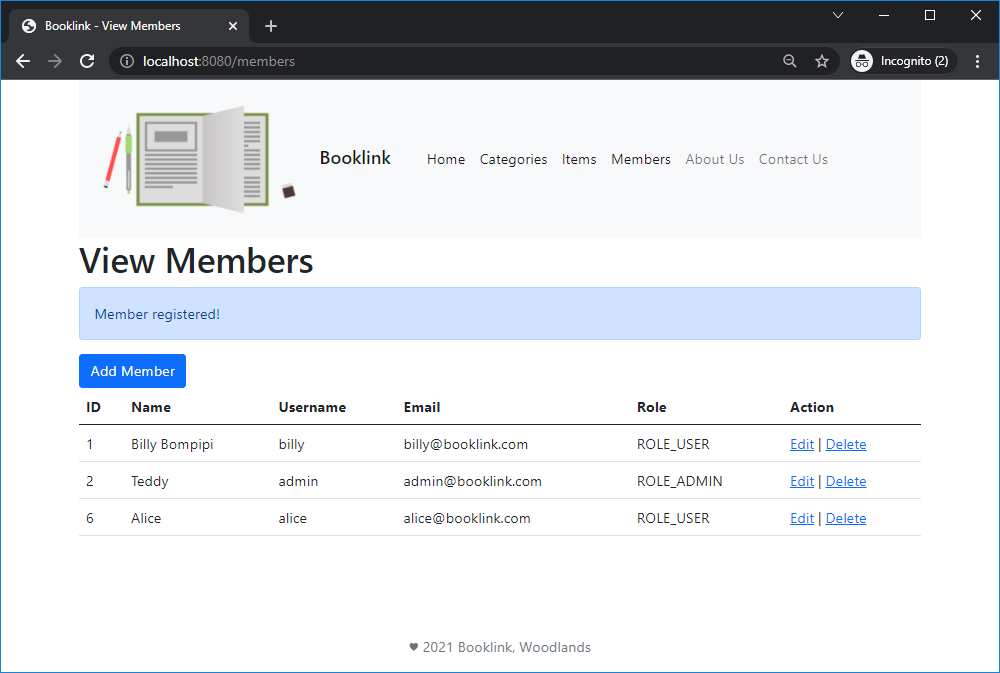 Booklink - View Members
localhost:8080/members
Incognito (2)
Booklink
Home Categories Items Members About Us Contact Us
View Members
Member registered!
Add Member
ID Name Username Email Role Action
1 Billy Bompipi billy billy@booklink.com ROLE_USER Edit | Delete
2 Teddy admin admin@booklink.com ROLE_ADMIN Edit | Delete
6 Alice alice alice@booklink.com ROLE_USER Edit | Delete
♥ 2021 Booklink, Woodlands